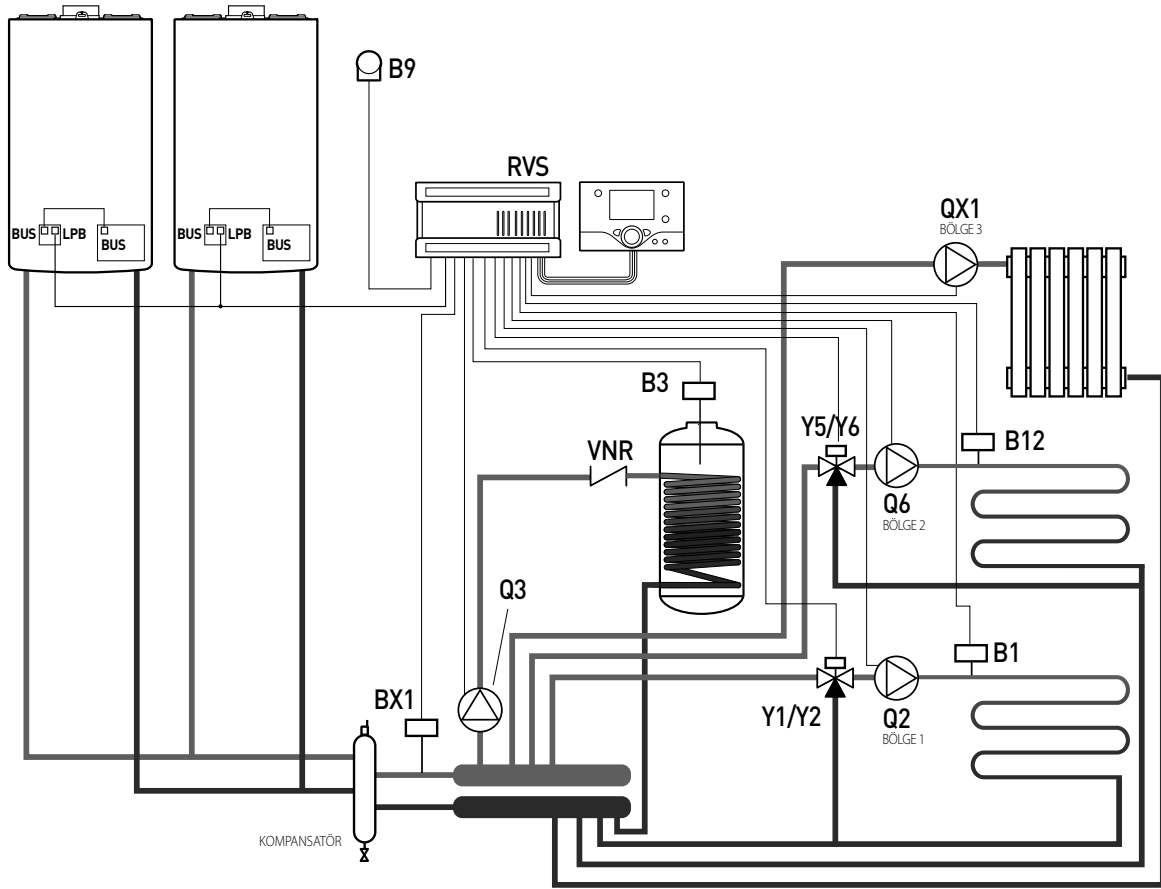 B9
RVS
BUS
LPB
BUS
BUS
LPB
BUS
QX1
BÖLGE 3
B3
Y5/Y6
B12
VNR
Q6
BÖLGE 2
Q3
B1
BX1
Y1/Y2
Q2
BÖLGE 1
KOMPANSATÖR